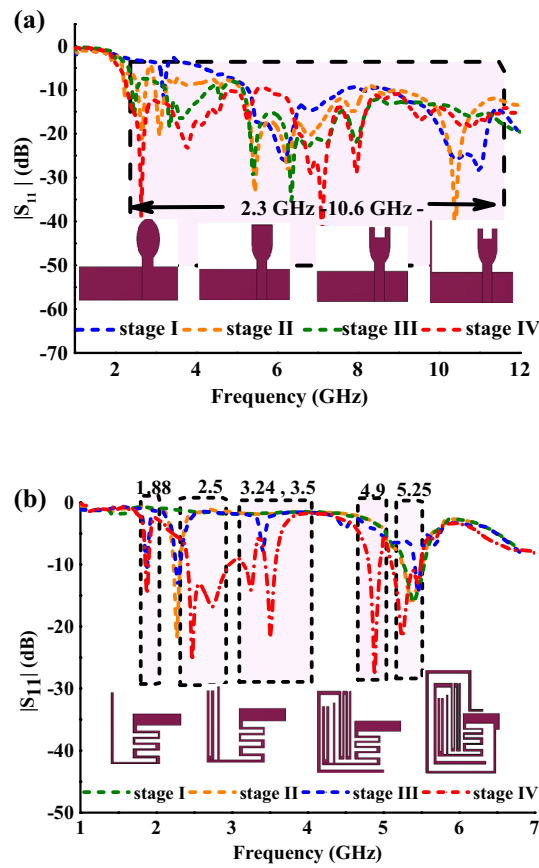 (a)
0
-10
-20
-30
-40
-50
-60
-70
|S11| (dB)
2.3 GHz -10.6 GHz -
stage I stage II stage III stage IV
2 4 6 8 10 12
Frequency (GHz)
(b)
1.88 2.5 3.24 , 3.5 4.9 5.25
0
-10
-20
-30
-40
-50
|S11| (dB)
stage I stage II stage III stage IV
1 2 3 4 5 6 7
Frequency (GHz)